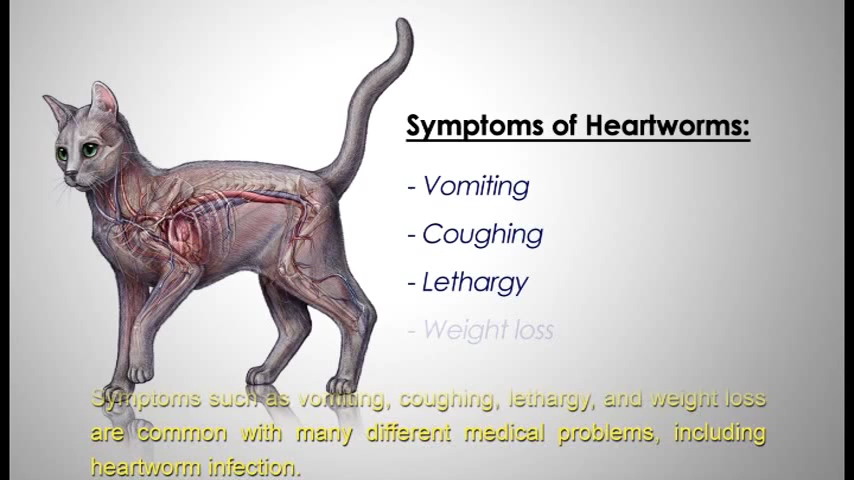 Symptoms of Heartworms:
- Vomiting
- Coughing
- Lethargy
- Weight loss
Symptoms such as vomiting, coughing, lethargy, and weight loss
are common with many different medical problems, including
heartworm infection.